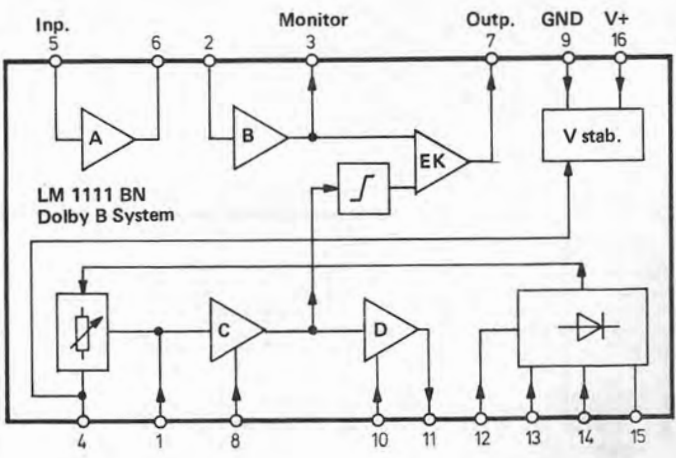 Inp. Monitor Outp. GND V+
5 6 2 3 7 9 16
A B EK V stab.
LM 1111 BN
Dolby B System
C D
4 1 8 10 11 12 13 14 15